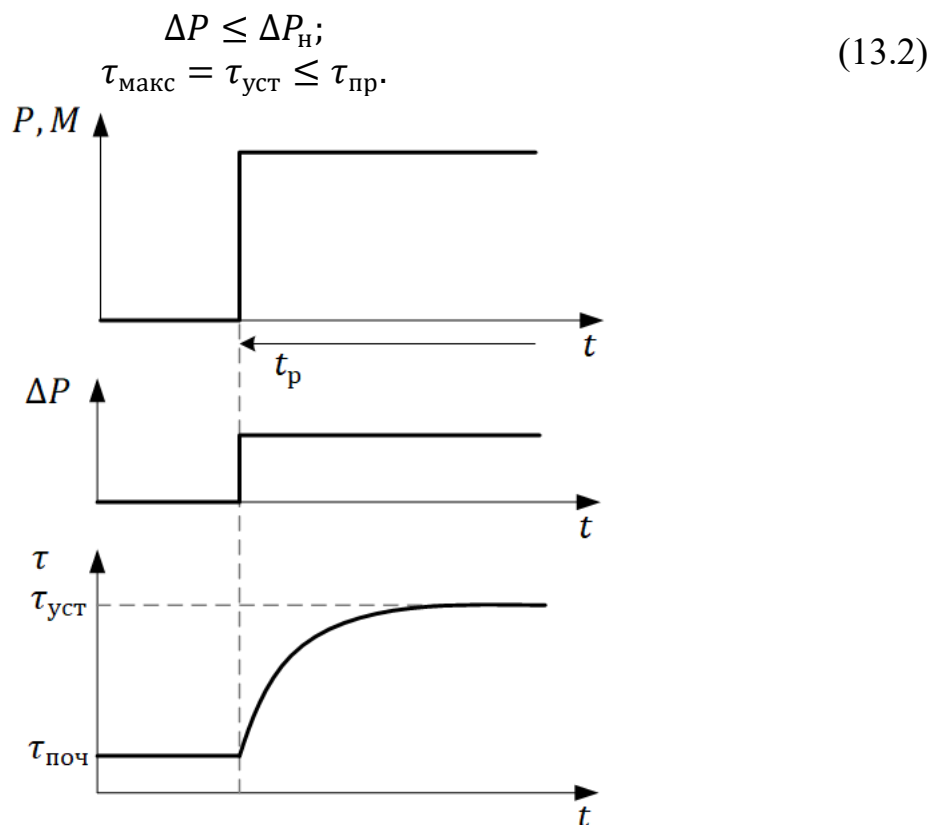 ΔP ≤ ΔPн;
τмакс = τуст ≤ τпр.
(13.2)
P, M
t
tр
ΔP
t
τ
τуст
τпоч
t